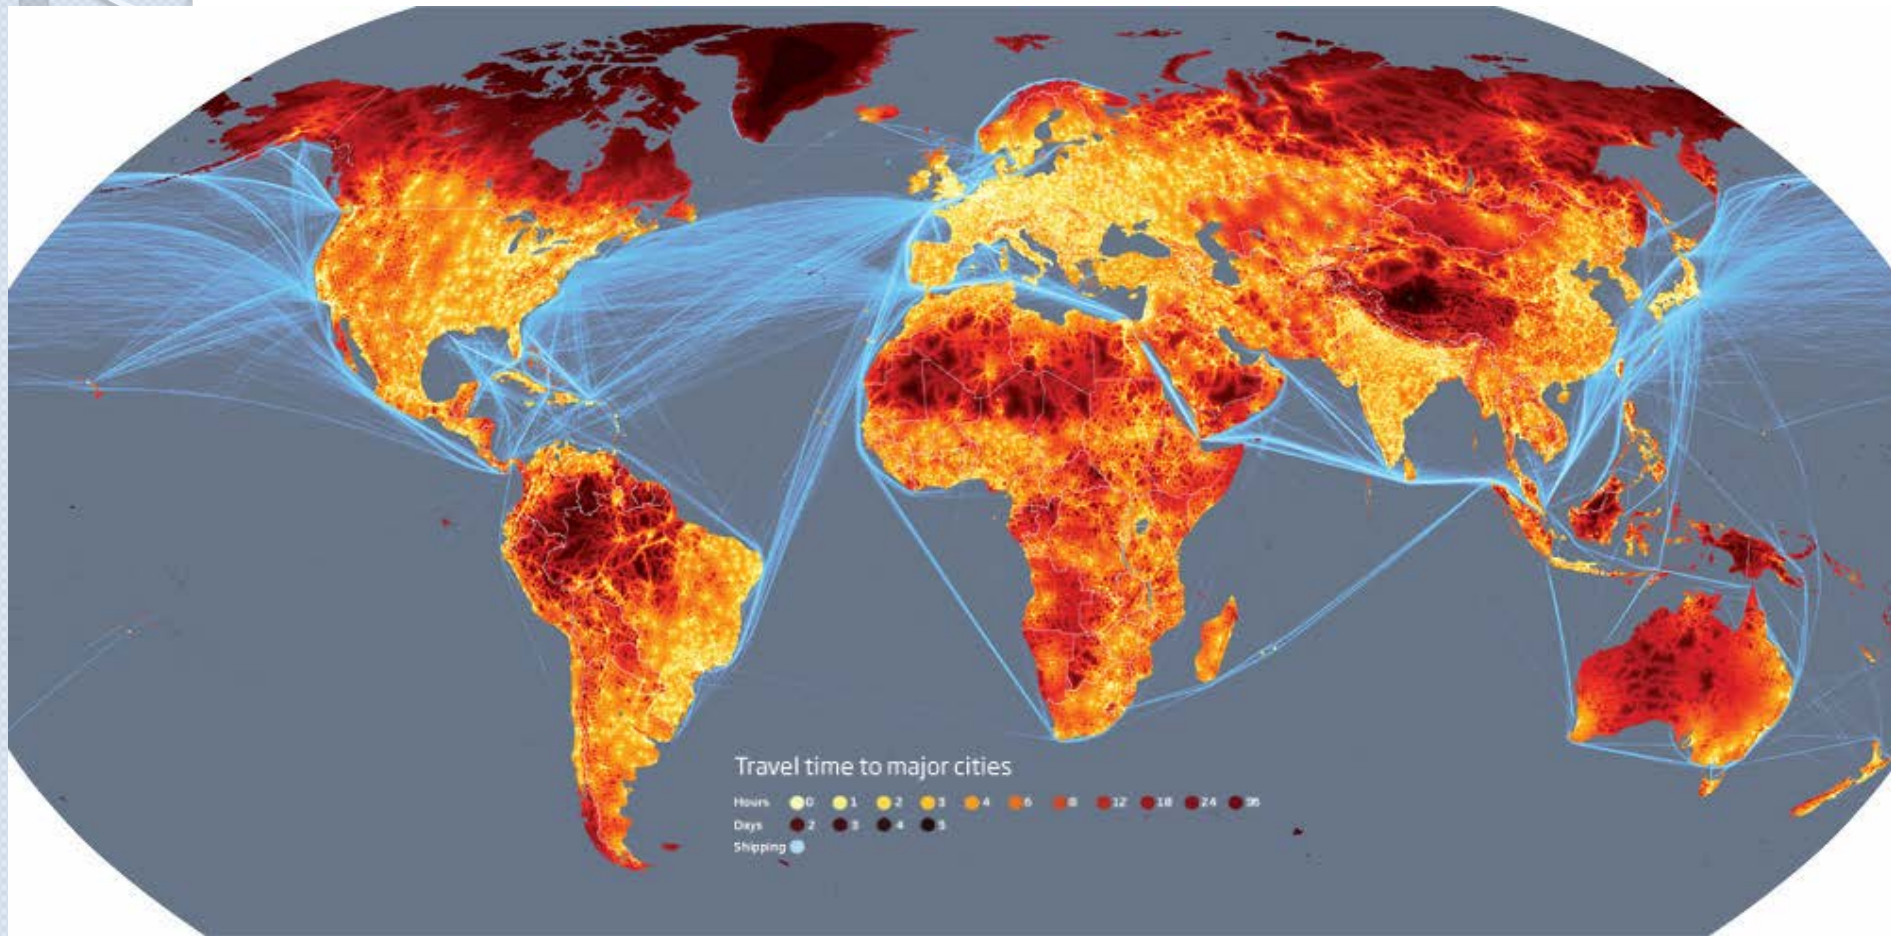 Travel time to major cities
Hours 0 1 2 3 4 6 8 12 18 24 36
Days 2 3 4 5
Shipping